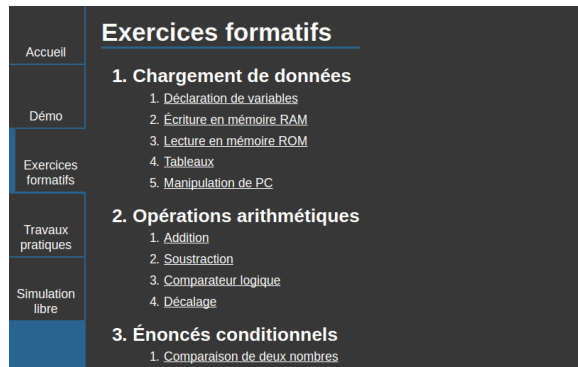 Accueil
Démo
Exercices
formatifs
Travaux
pratiques
Simulation
libre
Exercices formatifs
1. Chargement de données
1. Déclaration de variables
2. Écriture en mémoire RAM
3. Lecture en mémoire ROM
4. Tableaux
5. Manipulation de PC
2. Opérations arithmétiques
1. Addition
2. Soustraction
3. Comparateur logique
4. Décalage
3. Énoncés conditionnels
1. Comparaison de deux nombres